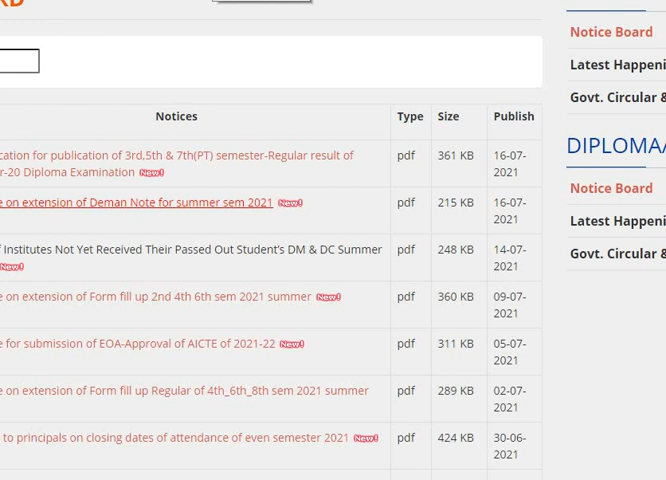 Notices Type Size Publish
cation for publication of 3rd,5th & 7th(PT) semester-Regular result of
r-20 Diploma Examination New!
pdf 361 KB 16-07-
2021
e on extension of Deman Note for summer sem 2021 New!
pdf 215 KB 16-07-
2021
f Institutes Not Yet Received Their Passed Out Student's DM & DC Summer
New!
pdf 248 KB 14-07-
2021
e on extension of Form fill up 2nd 4th 6th sem 2021 summer New!
pdf 360 KB 09-07-
2021
e for submission of EOA-Approval of AICTE of 2021-22 New!
pdf 311 KB 05-07-
2021
e on extension of Form fill up Regular of 4th_6th_8th sem 2021 summer
pdf 289 KB 02-07-
2021
to principals on closing dates of attendance of even semester 2021 New!
pdf 424 KB 30-06-
2021
Notice Board
Latest Happeni
Govt. Circular &
DIPLOMA
Notice Board
Latest Happeni
Govt. Circular &